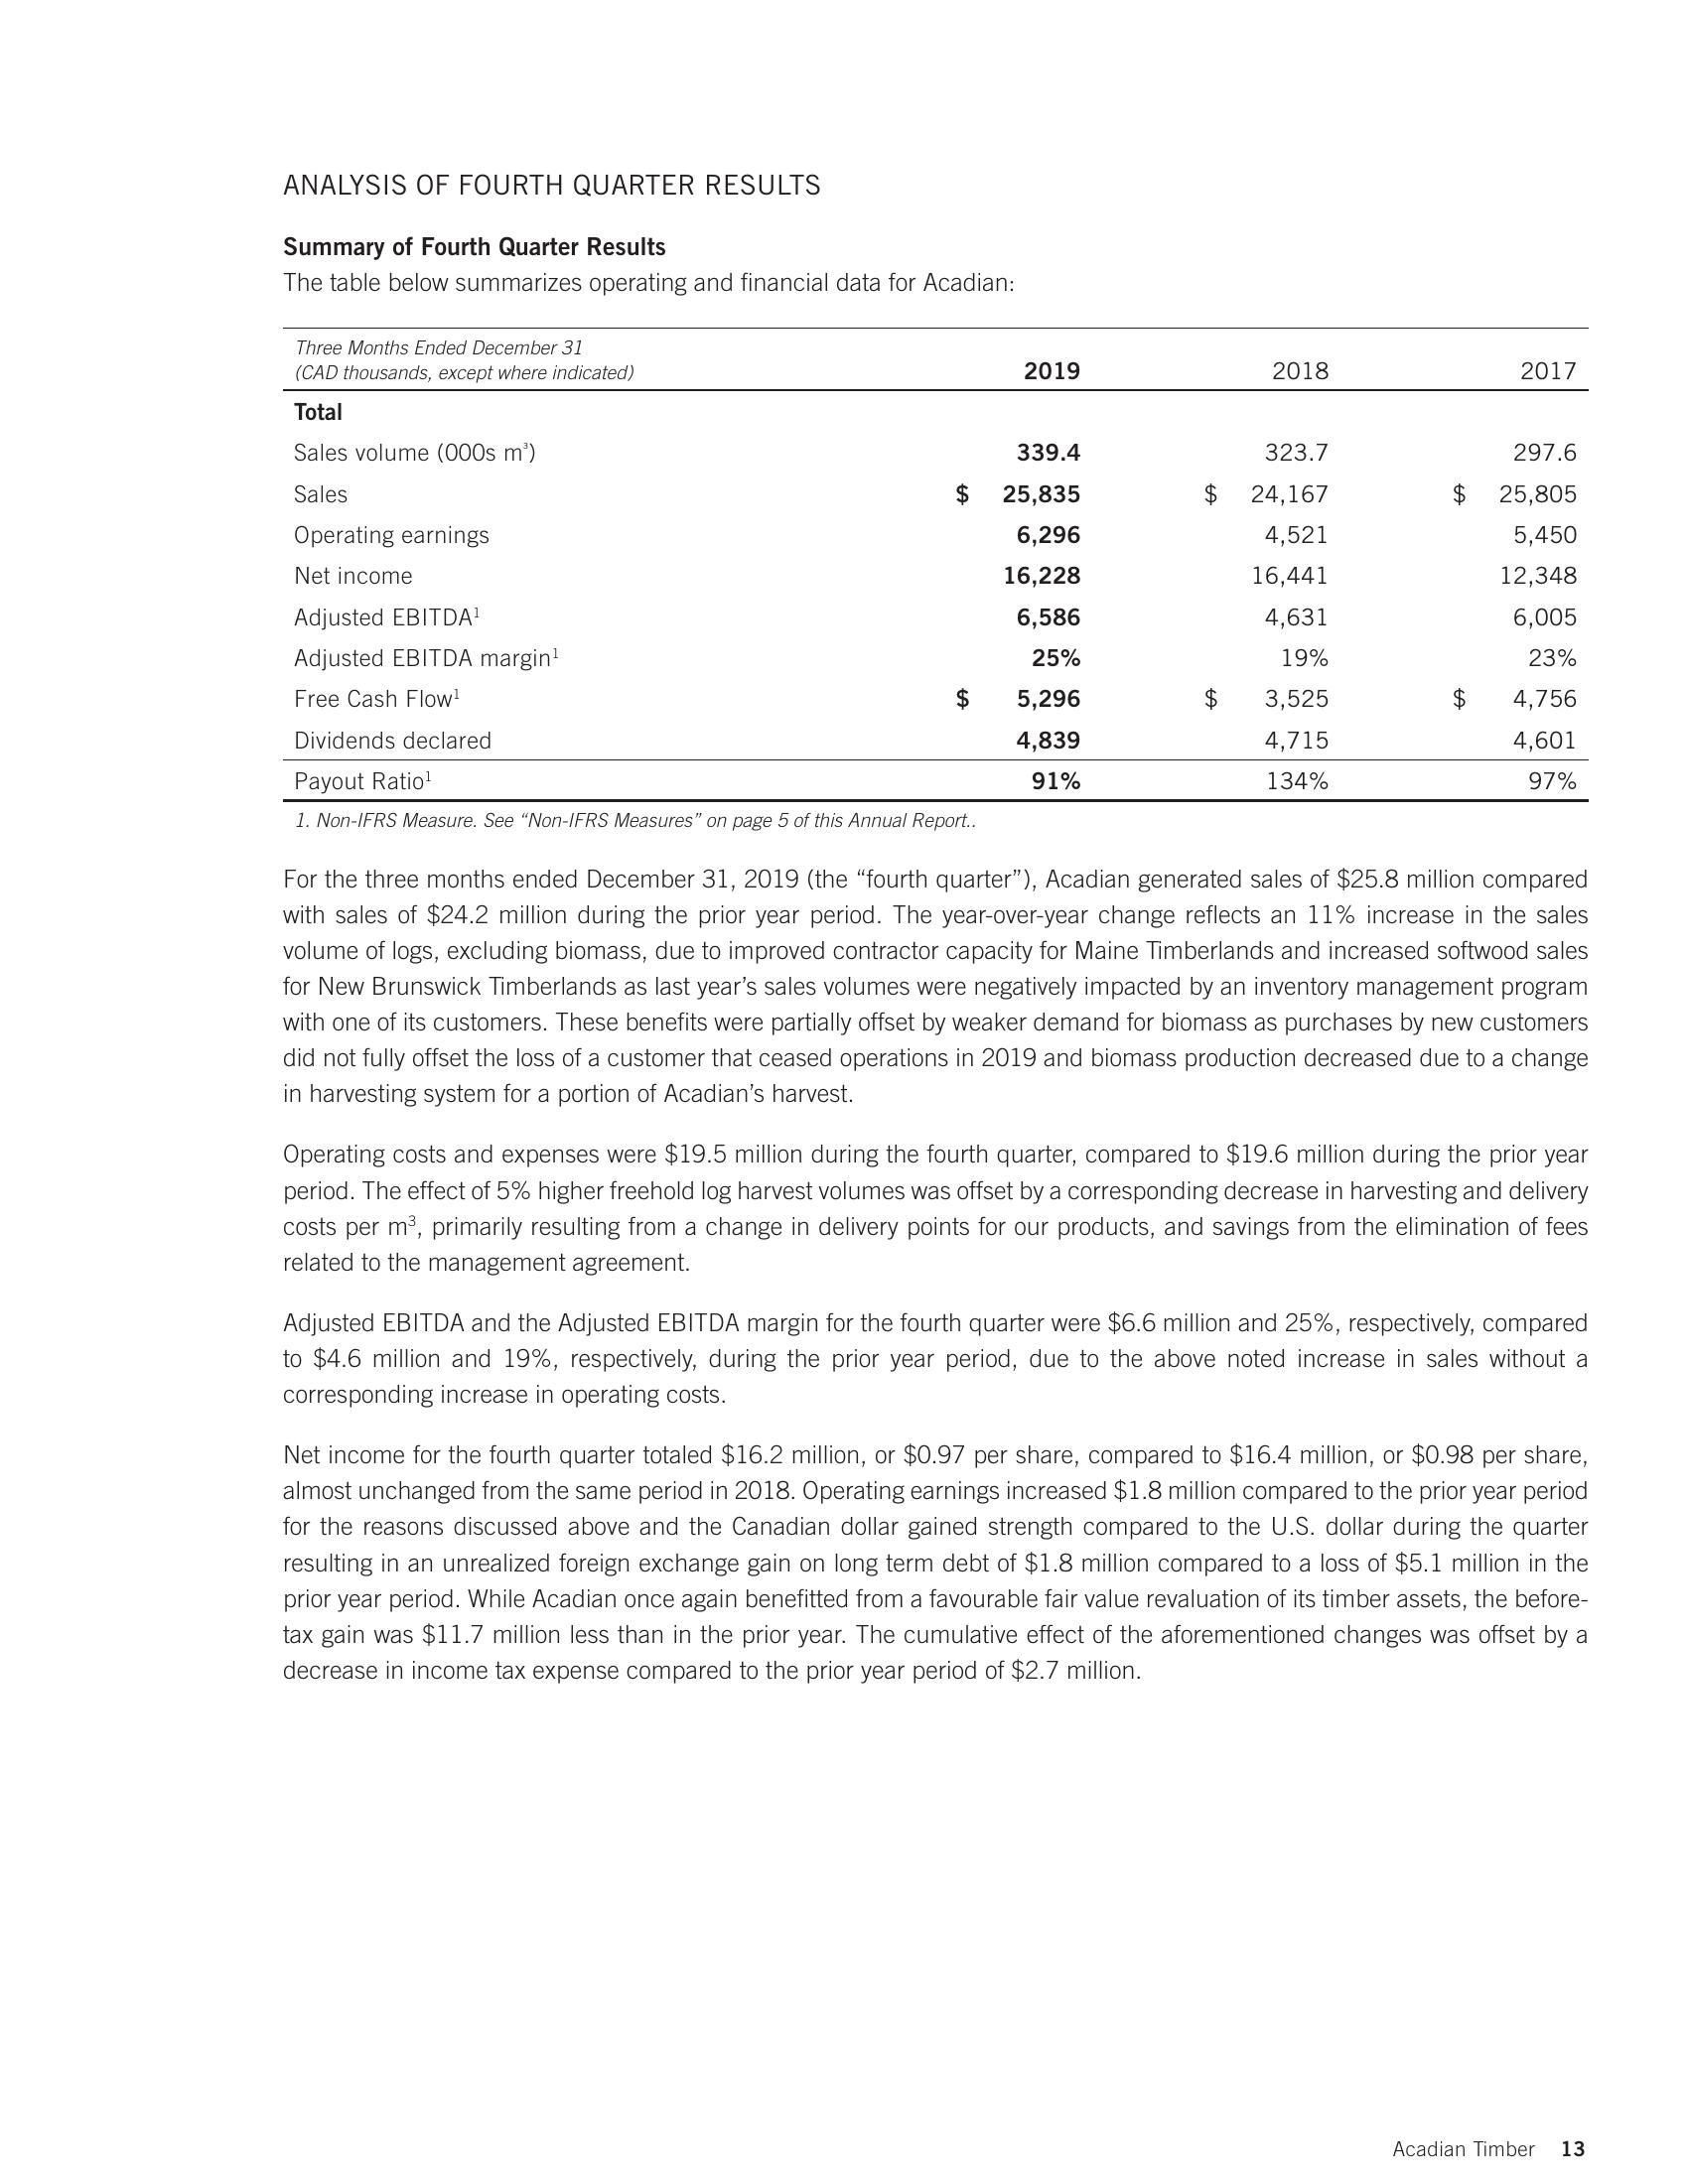 ANALYSIS OF FOURTH QUARTER RESULTS
Summary of Fourth Quarter Results
The table below summarizes operating and financial data for Acadian:
Three Months Ended December 31
(CAD thousands, except where indicated) 2019 2018 2017
Total
Sales volume (000s m³) 339.4 323.7 297.6
Sales $ 25,835 $ 24,167 $ 25,805
Operating earnings 6,296 4,521 5,450
Net income 16,228 16,441 12,348
Adjusted EBITDA¹ 6,586 4,631 6,005
Adjusted EBITDA margin¹ 25% 19% 23%
Free Cash Flow¹ $ 5,296 $ 3,525 $ 4,756
Dividends declared 4,839 4,715 4,601
Payout Ratio¹ 91% 134% 97%
1. Non-IFRS Measure. See “Non-IFRS Measures” on page 5 of this Annual Report..
For the three months ended December 31, 2019 (the “fourth quarter”), Acadian generated sales of $25.8 million compared
with sales of $24.2 million during the prior year period. The year-over-year change reflects an 11% increase in the sales
volume of logs, excluding biomass, due to improved contractor capacity for Maine Timberlands and increased softwood sales
for New Brunswick Timberlands as last year’s sales volumes were negatively impacted by an inventory management program
with one of its customers. These benefits were partially offset by weaker demand for biomass as purchases by new customers
did not fully offset the loss of a customer that ceased operations in 2019 and biomass production decreased due to a change
in harvesting system for a portion of Acadian’s harvest.
Operating costs and expenses were $19.5 million during the fourth quarter, compared to $19.6 million during the prior year
period. The effect of 5% higher freehold log harvest volumes was offset by a corresponding decrease in harvesting and delivery
costs per m³, primarily resulting from a change in delivery points for our products, and savings from the elimination of fees
related to the management agreement.
Adjusted EBITDA and the Adjusted EBITDA margin for the fourth quarter were $6.6 million and 25%, respectively, compared
to $4.6 million and 19%, respectively, during the prior year period, due to the above noted increase in sales without a
corresponding increase in operating costs.
Net income for the fourth quarter totaled $16.2 million, or $0.97 per share, compared to $16.4 million, or $0.98 per share,
almost unchanged from the same period in 2018. Operating earnings increased $1.8 million compared to the prior year period
for the reasons discussed above and the Canadian dollar gained strength compared to the U.S. dollar during the quarter
resulting in an unrealized foreign exchange gain on long term debt of $1.8 million compared to a loss of $5.1 million in the
prior year period. While Acadian once again benefitted from a favourable fair value revaluation of its timber assets, the before-
tax gain was $11.7 million less than in the prior year. The cumulative effect of the aforementioned changes was offset by a
decrease in income tax expense compared to the prior year period of $2.7 million.
Acadian Timber 13